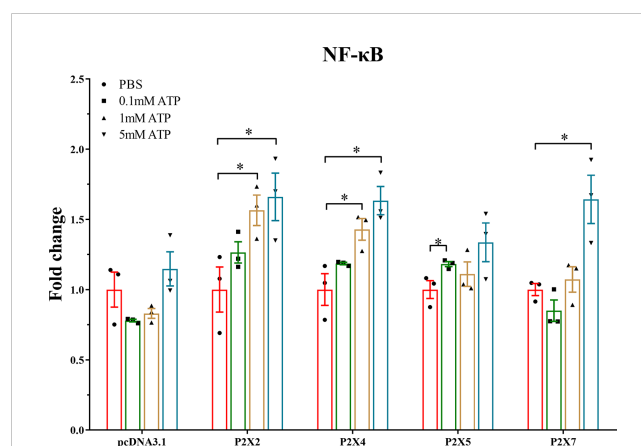 NF-κB
PBS
0.1mM ATP
1mM ATP
5mM ATP
Fold change
2.5
2.0
1.5
1.0
0.5
0.0
*
*
*
*
*
*
pcDNA3.1
P2X2
P2X4
P2X5
P2X7